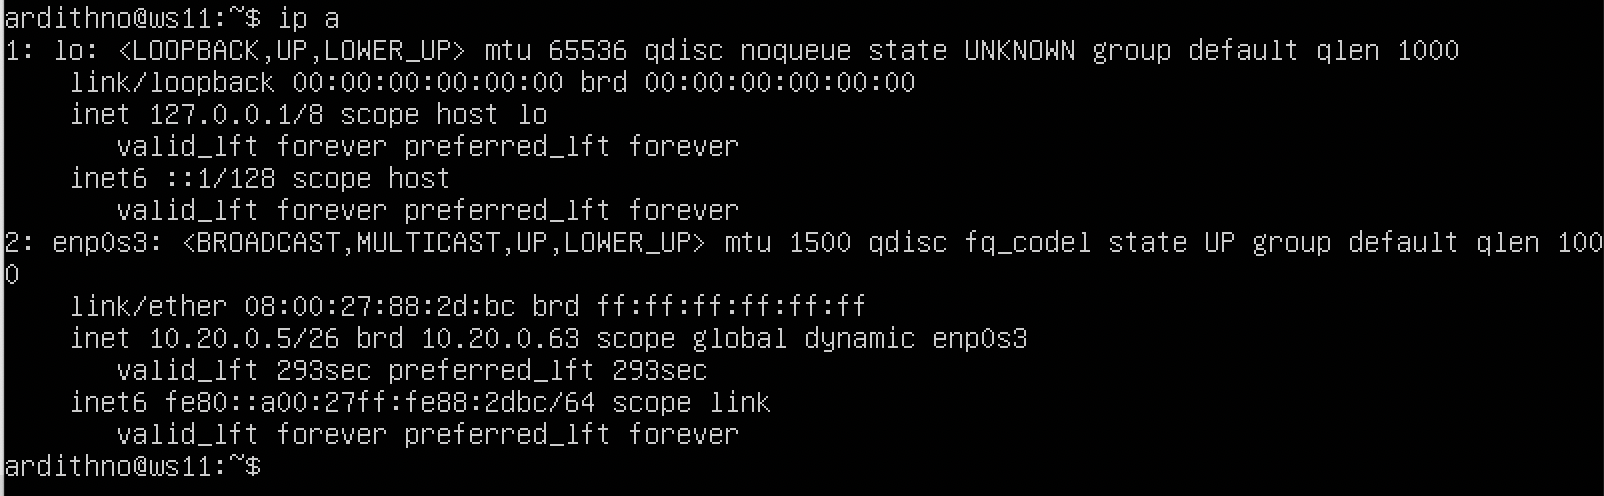 ardithno@ws11:~$ ip a
1: lo: <LOOPBACK,UP,LOWER_UP> mtu 65536 qdisc noqueue state UNKNOWN group default qlen 1000
    link/loopback 00:00:00:00:00:00 brd 00:00:00:00:00:00
    inet 127.0.0.1/8 scope host lo
       valid_lft forever preferred_lft forever
    inet6 ::1/128 scope host
       valid_lft forever preferred_lft forever
2: enp0s3: <BROADCAST,MULTICAST,UP,LOWER_UP> mtu 1500 qdisc fq_codel state UP group default qlen 100
0
    link/ether 08:00:27:88:2d:bc brd ff:ff:ff:ff:ff:ff
    inet 10.20.0.5/26 brd 10.20.0.63 scope global dynamic enp0s3
       valid_lft 293sec preferred_lft 293sec
    inet6 fe80::a00:27ff:fe88:2dbc/64 scope link
       valid_lft forever preferred_lft forever
ardithno@ws11:~$